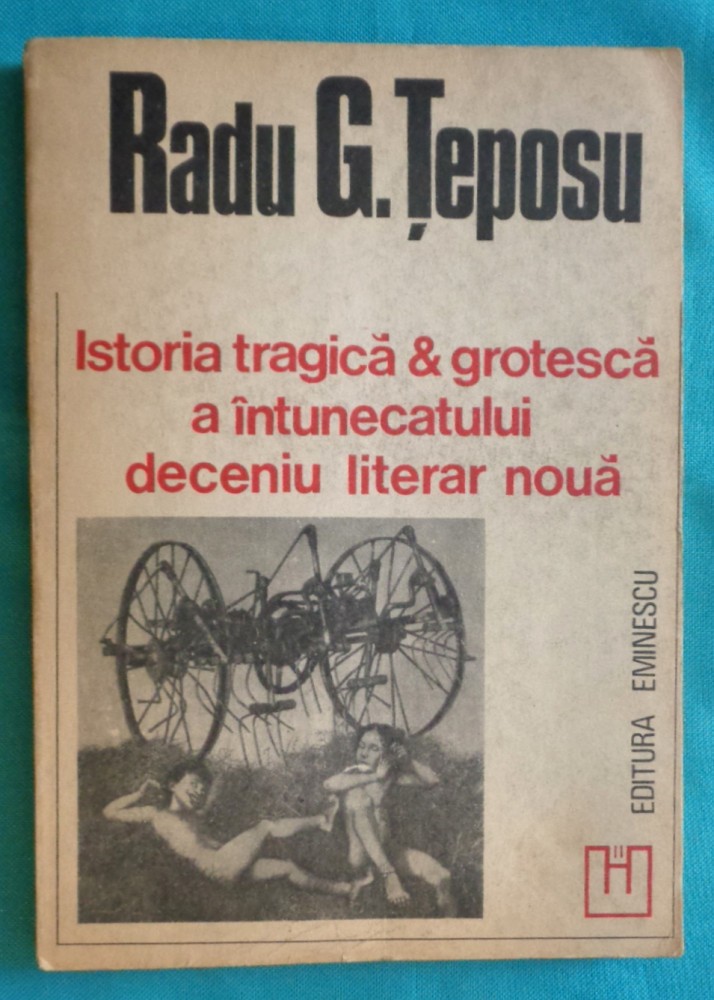 Radu G. Țeposu
Istoria tragică & grotescă
a întunecatului
deceniu literar nouă
EDITURA EMINESCU